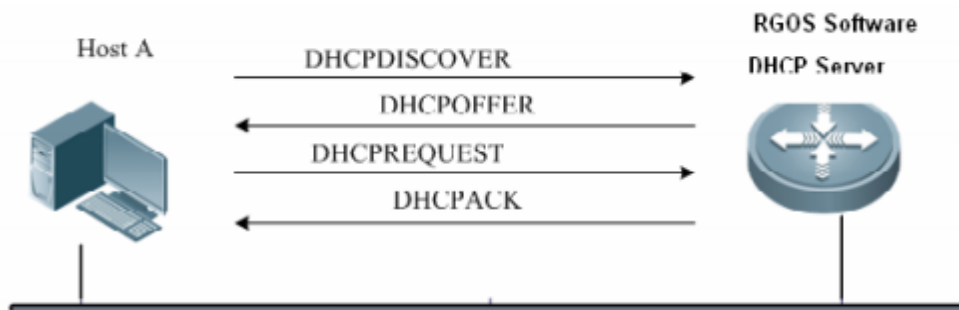 Host A
RGOS Software
DHCP Server
DHCPDISCOVER
DHCPOFFER
DHCPREQUEST
DHCPACK